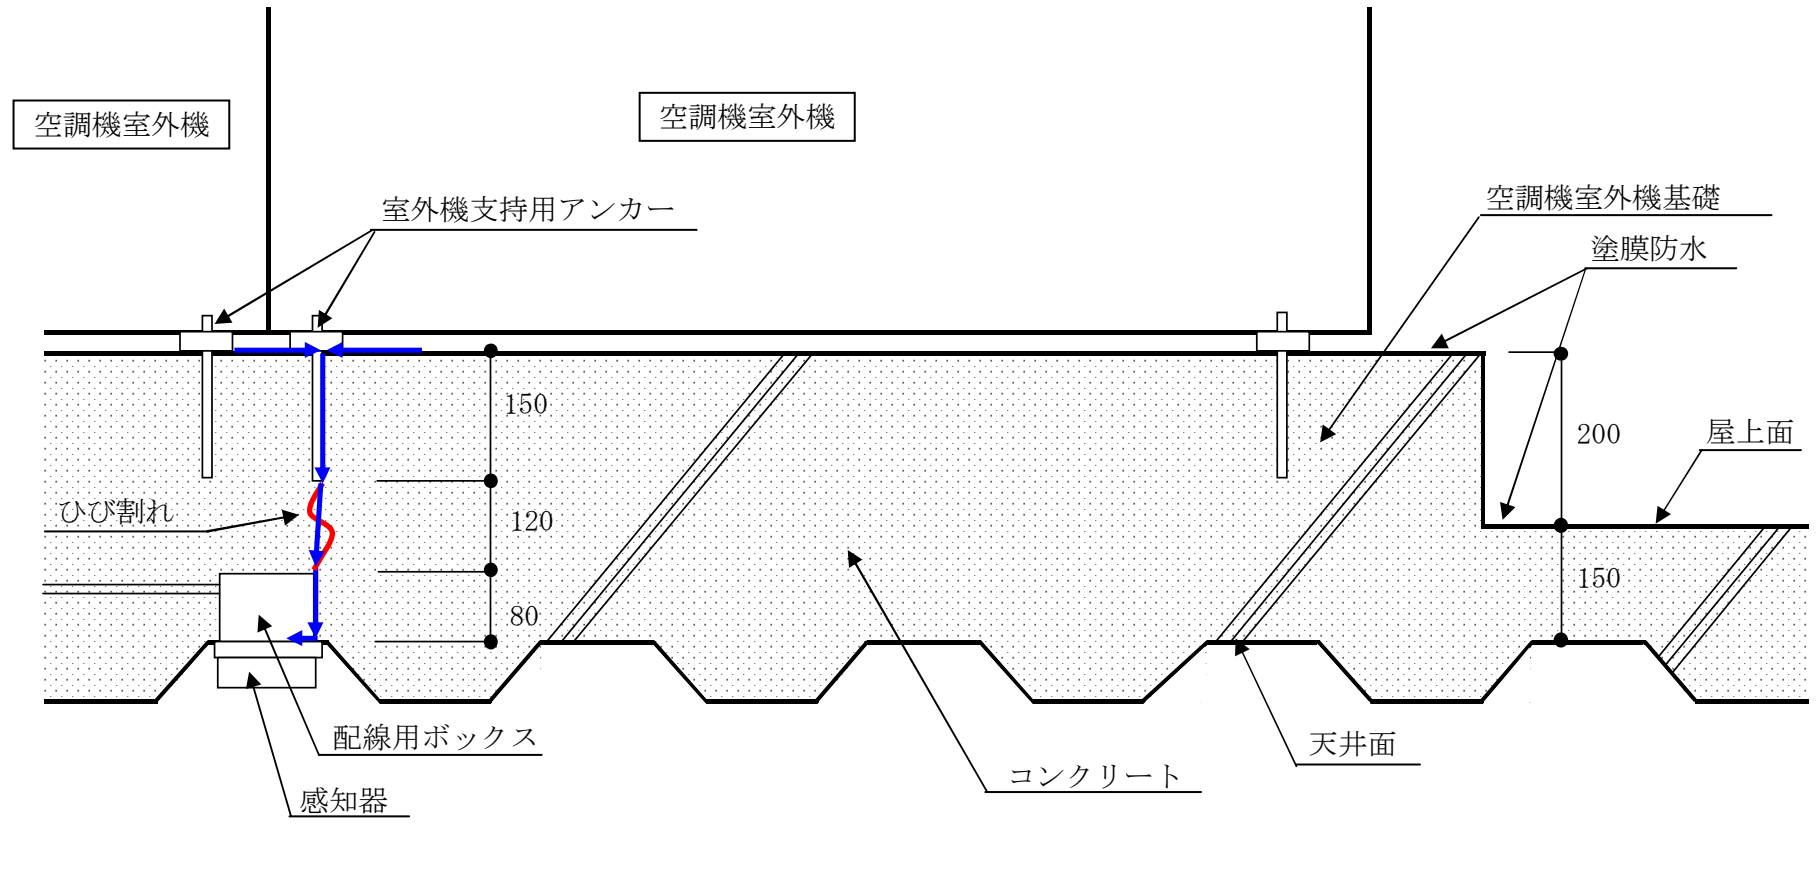 空調機室外機
空調機室外機
室外機支持用アンカー
空調機室外機基礎
塗膜防水
150
200
屋上面
ひび割れ
120
150
80
配線用ボックス
天井面
コンクリート
感知器